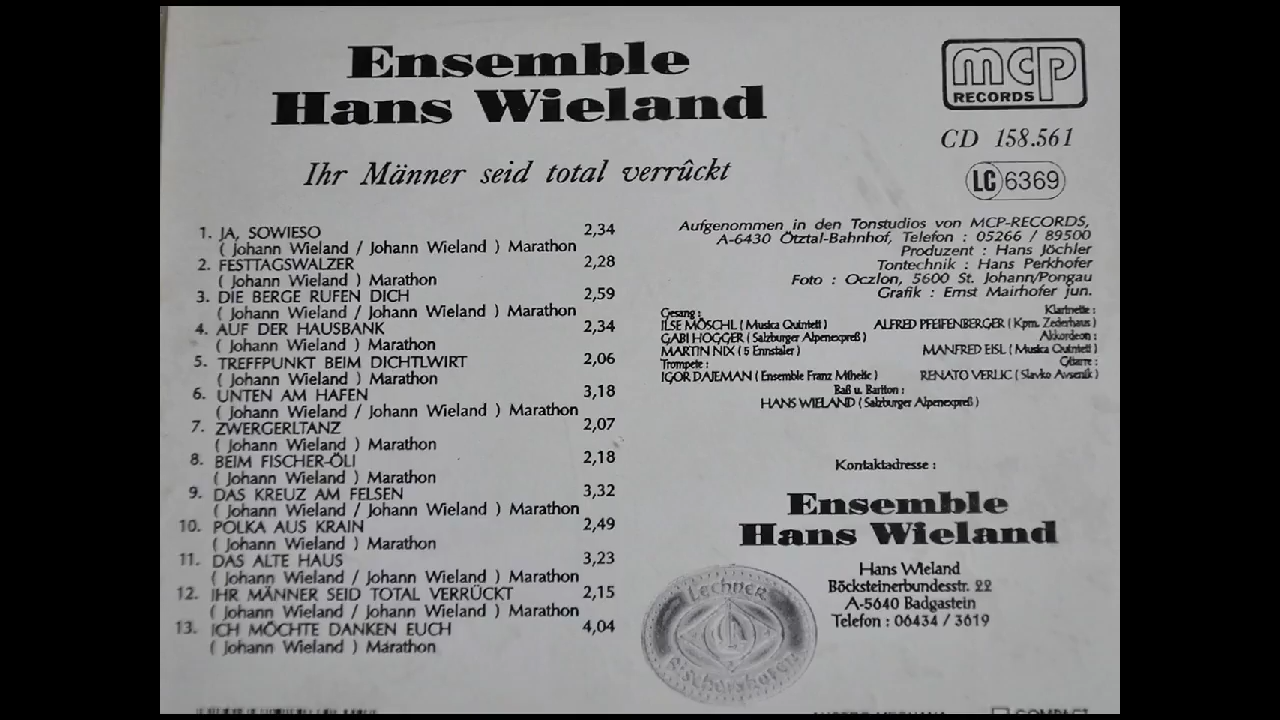 Ensemble
Hans Wieland
Ihr Männer seid total verrûckt
mcp
RECORDS
CD 158.561
LC 6369
1. JA, SOWIESO 2,34
( Johann Wieland / Johann Wieland ) Marathon
2. FESTTAGSWALZER 2,28
( Johann Wieland ) Marathon
3. DIE BERGE RUFEN DICH 2,59
( Johann Wieland / Johann Wieland ) Marathon
4. AUF DER HAUSBANK 2,34
( Johann Wieland ) Marathon
5. TREFFPUNKT BEIM DICHTLWIRT 2,06
( Johann Wieland ) Marathon
6. UNTEN AM HAFEN 3,18
( Johann Wieland / Johann Wieland ) Marathon
7. ZWERGERLTANZ 2,07
( Johann Wieland ) Marathon
8. BEIM FISCHER-ÖLI 2,18
( Johann Wieland ) Marathon
9. DAS KREUZ AM FELSEN 3,32
( Johann Wieland / Johann Wieland ) Marathon
10. POLKA AUS KRAIN 2,49
( Johann Wieland ) Marathon
11. DAS ALTE HAUS 3,23
( Johann Wieland / Johann Wieland ) Marathon
12. IHR MÄNNER SEID TOTAL VERRÜCKT 2,15
( Johann Wieland / Johann Wieland ) Marathon
13. ICH MÖCHTE DANKEN EUCH 4,04
( Johann Wieland ) Marathon
Aufgenommen in den Tonstudios von MCP-RECORDS,
A-6430 Ötztal-Bahnhof, Telefon : 05266 / 89500
Produzent : Hans Jöchler
Tontechnik : Hans Perkhofer
Foto : Oczlon, 5600 St. Johann/Pongau
Grafik : Ernst Mairhofer jun.
Gesang :
ILSE MÖSCHL ( Musica Quintett )
GABI HOGGER ( Salzburger Alpenexpreß )
MARTIN NIX ( 5 Ennstaler )
Trompete :
IGOR DAJEMAN ( Ensemble Franz Mihelic )
Klarinette :
ALFRED PFEIFENBERGER ( Kpm. Zederhaus )
Akkordeon :
MANFRED EISL ( Musica Quintett )
Gitarre :
RENATO VERLIC ( Slavko Avsenik )
Baß u. Bariton :
HANS WIELAND ( Salzburger Alpenexpreß )
Kontaktadresse :
Ensemble
Hans Wieland
Hans Wieland
Böcksteinerbundesstr. 22
A-5640 Badgastein
Telefon : 06434 / 3619
Lechner
Bischofshofen
COMPACT